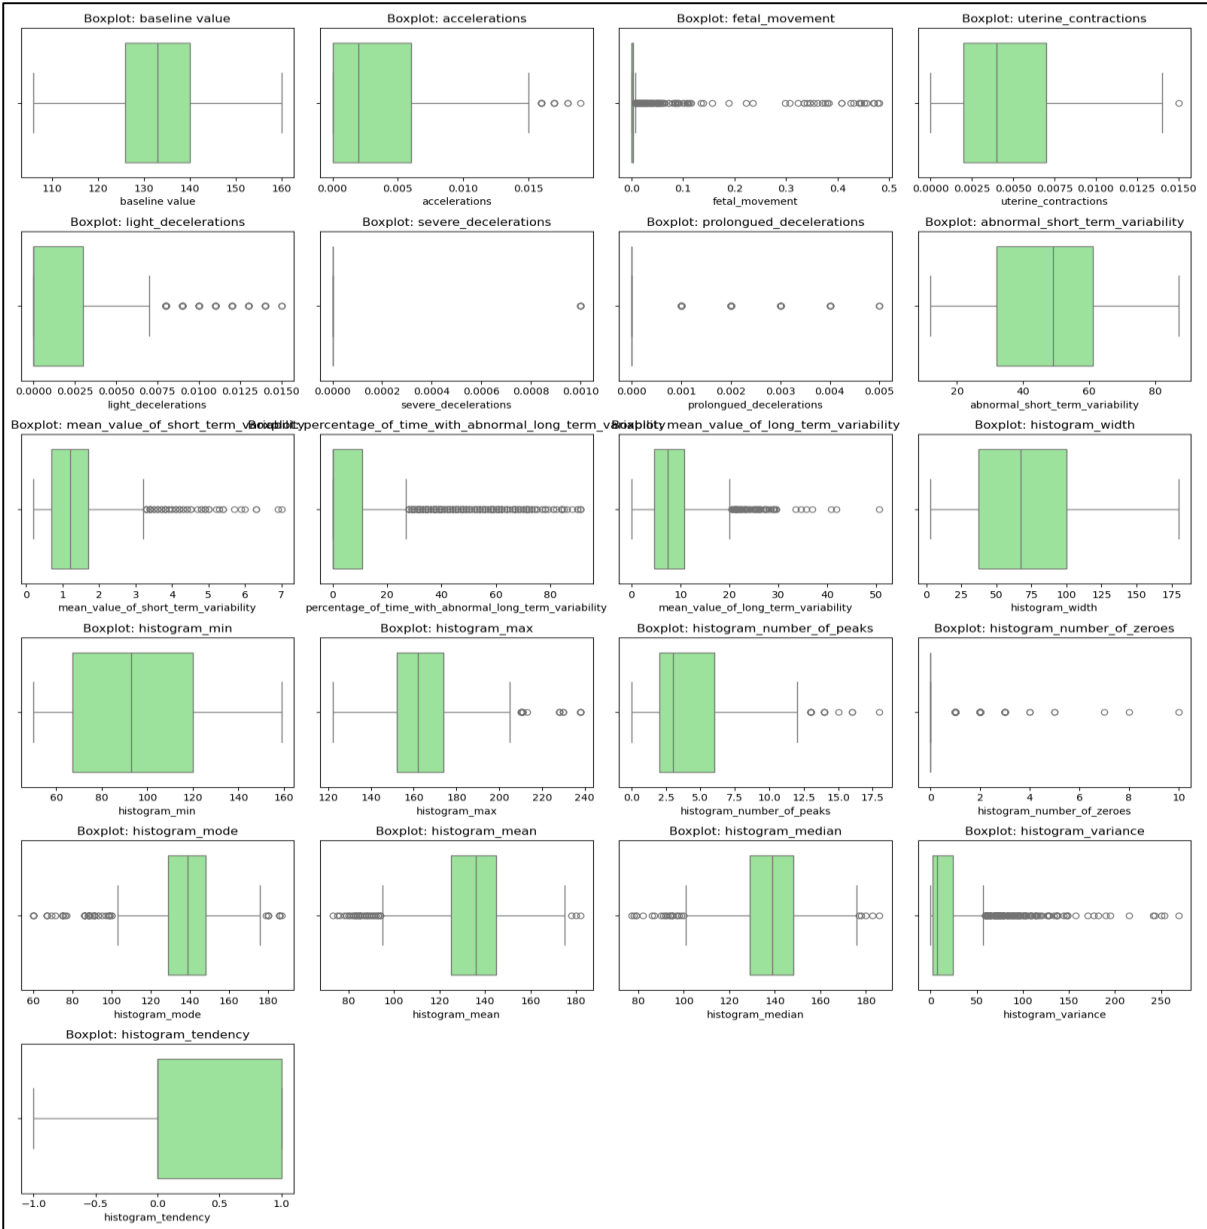 Boxplot: baseline value
110 120 130 140 150 160
baseline value
Boxplot: accelerations
0.000 0.005 0.010 0.015
accelerations
Boxplot: fetal_movement
0.0 0.1 0.2 0.3 0.4 0.5
fetal_movement
Boxplot: uterine_contractions
0.0000 0.0025 0.0050 0.0075 0.0100 0.0125 0.0150
uterine_contractions
Boxplot: light_decelerations
0.0000 0.0025 0.0050 0.0075 0.0100 0.0125 0.0150
light_decelerations
Boxplot: severe_decelerations
0.0000 0.0002 0.0004 0.0006 0.0008 0.0010
severe_decelerations
Boxplot: prolongued_decelerations
0.000 0.001 0.002 0.003 0.004 0.005
prolongued_decelerations
Boxplot: abnormal_short_term_variability
20 40 60 80
abnormal_short_term_variability
Boxplot: mean_value_of_short_term_variability
0 1 2 3 4 5 6 7
mean_value_of_short_term_variability
Boxplot: percentage_of_time_with_abnormal_long_term_variability
0 20 40 60 80
percentage_of_time_with_abnormal_long_term_variability
Boxplot: mean_value_of_long_term_variability
0 10 20 30 40 50
mean_value_of_long_term_variability
Boxplot: histogram_width
0 25 50 75 100 125 150 175
histogram_width
Boxplot: histogram_min
60 80 100 120 140 160
histogram_min
Boxplot: histogram_max
120 140 160 180 200 220 240
histogram_max
Boxplot: histogram_number_of_peaks
0.0 2.5 5.0 7.5 10.0 12.5 15.0 17.5
histogram_number_of_peaks
Boxplot: histogram_number_of_zeroes
0 2 4 6 8 10
histogram_number_of_zeroes
Boxplot: histogram_mode
60 80 100 120 140 160 180
histogram_mode
Boxplot: histogram_mean
80 100 120 140 160 180
histogram_mean
Boxplot: histogram_median
80 100 120 140 160 180
histogram_median
Boxplot: histogram_variance
0 50 100 150 200 250
histogram_variance
Boxplot: histogram_tendency
−1.0 −0.5 0.0 0.5 1.0
histogram_tendency